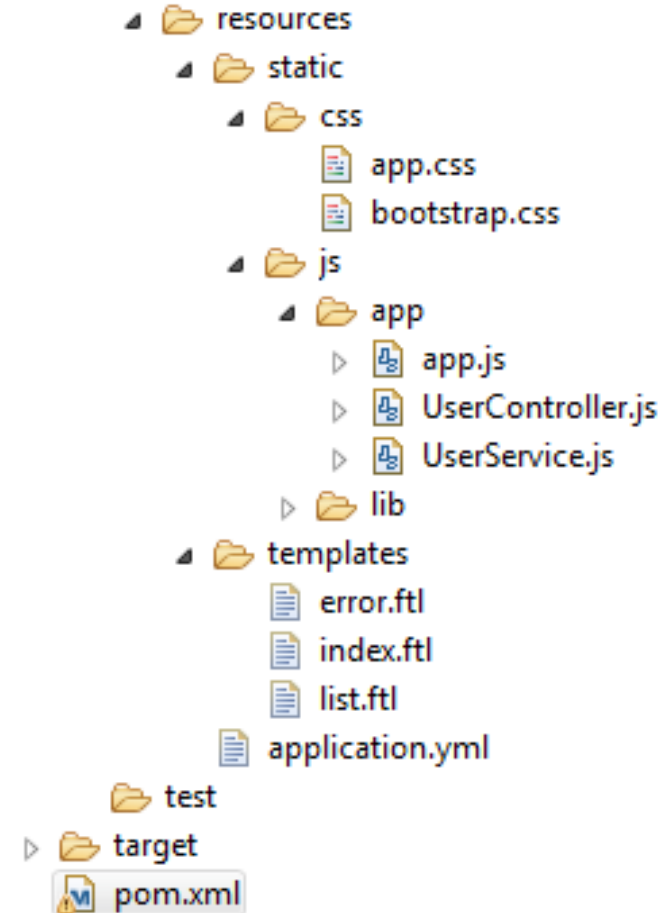 resources
static
css
app.css
bootstrap.css
js
app
app.js
UserController.js
UserService.js
lib
templates
error.ftl
index.ftl
list.ftl
application.yml
test
target
pom.xml